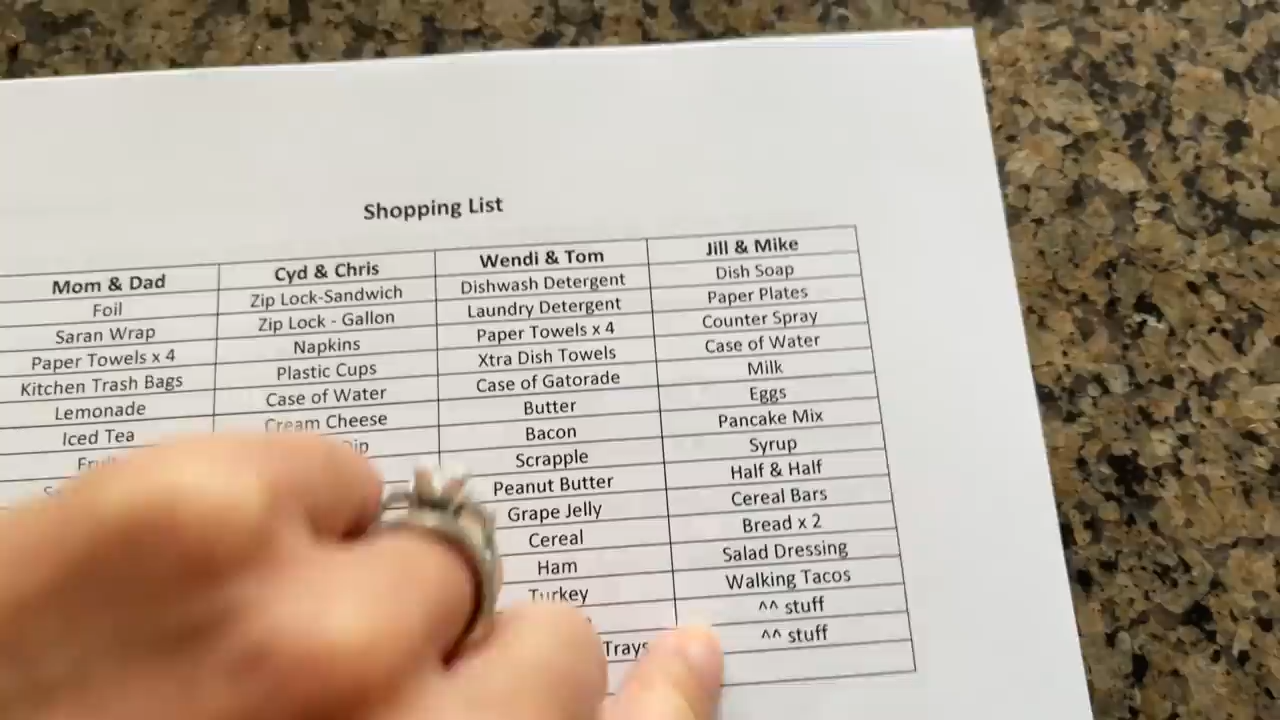 Shopping List
Mom & Dad Cyd & Chris Wendi & Tom Jill & Mike
Foil Zip Lock-Sandwich Dishwash Detergent Dish Soap
Saran Wrap Zip Lock - Gallon Laundry Detergent Paper Plates
Paper Towels x 4 Napkins Paper Towels x 4 Counter Spray
Kitchen Trash Bags Plastic Cups Xtra Dish Towels Case of Water
Lemonade Case of Water Case of Gatorade Milk
Iced Tea Cream Cheese Butter Eggs
Bacon Pancake Mix
Scrapple Syrup
Peanut Butter Half & Half
Grape Jelly Cereal Bars
Cereal Bread x 2
Ham Salad Dressing
Turkey Walking Tacos
^^ stuff
Trays ^^ stuff